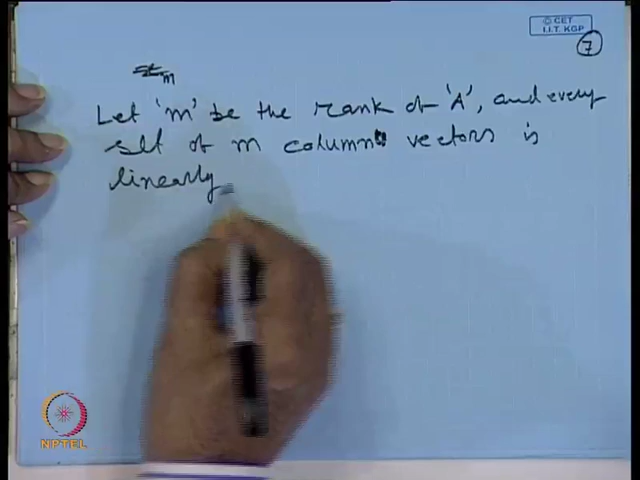 © CET
I.I.T. KGP
7
Let 'm' be the rank of 'A', and every
set of m column vectors is
linearly
NPTEL